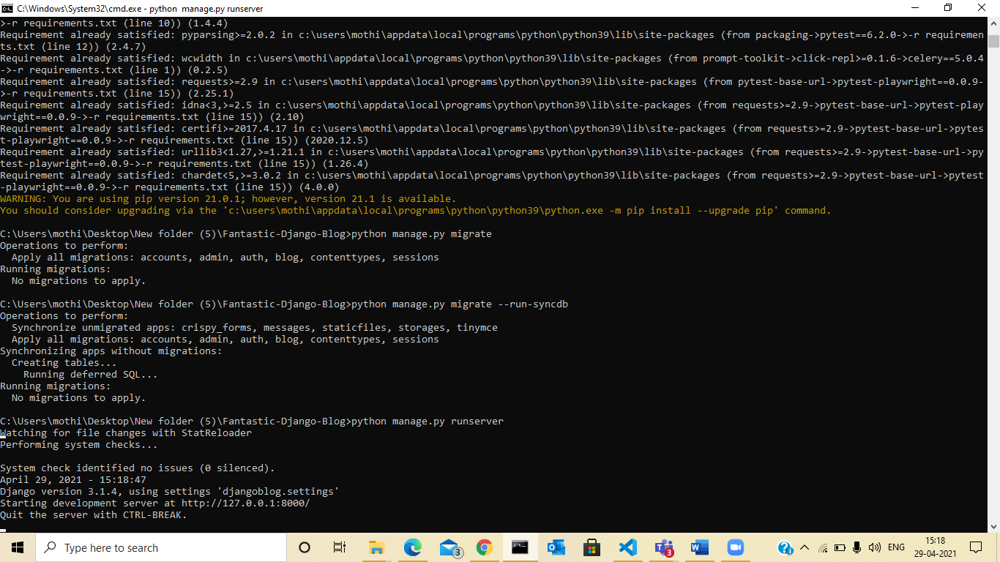 C:\Windows\System32\cmd.exe - python  manage.py runserver
>-r requirements.txt (line 10)) (1.4.4)
Requirement already satisfied: pyparsing>=2.0.2 in c:\users\mothi\appdata\local\programs\python\python39\lib\site-packages (from packaging->pytest==6.2.0->-r requiremen
ts.txt (line 12)) (2.4.7)
Requirement already satisfied: wcwidth in c:\users\mothi\appdata\local\programs\python\python39\lib\site-packages (from prompt-toolkit->click-repl>=0.1.6->celery==5.0.4
->-r requirements.txt (line 1)) (0.2.5)
Requirement already satisfied: requests>=2.9 in c:\users\mothi\appdata\local\programs\python\python39\lib\site-packages (from pytest-base-url->pytest-playwright==0.0.9-
>-r requirements.txt (line 15)) (2.25.1)
Requirement already satisfied: idna<3,>=2.5 in c:\users\mothi\appdata\local\programs\python\python39\lib\site-packages (from requests>=2.9->pytest-base-url->pytest-play
wright==0.0.9->-r requirements.txt (line 15)) (2.10)
Requirement already satisfied: certifi>=2017.4.17 in c:\users\mothi\appdata\local\programs\python\python39\lib\site-packages (from requests>=2.9->pytest-base-url->pytes
t-playwright==0.0.9->-r requirements.txt (line 15)) (2020.12.5)
Requirement already satisfied: urllib3<1.27,>=1.21.1 in c:\users\mothi\appdata\local\programs\python\python39\lib\site-packages (from requests>=2.9->pytest-base-url->py
test-playwright==0.0.9->-r requirements.txt (line 15)) (1.26.4)
Requirement already satisfied: chardet<5,>=3.0.2 in c:\users\mothi\appdata\local\programs\python\python39\lib\site-packages (from requests>=2.9->pytest-base-url->pytest
-playwright==0.0.9->-r requirements.txt (line 15)) (4.0.0)
WARNING: You are using pip version 21.0.1; however, version 21.1 is available.
You should consider upgrading via the 'c:\users\mothi\appdata\local\programs\python\python39\python.exe -m pip install --upgrade pip' command.
C:\Users\mothi\Desktop\New folder (5)\Fantastic-Django-Blog>python manage.py migrate
Operations to perform:
  Apply all migrations: accounts, admin, auth, blog, contenttypes, sessions
Running migrations:
  No migrations to apply.
C:\Users\mothi\Desktop\New folder (5)\Fantastic-Django-Blog>python manage.py migrate --run-syncdb
Operations to perform:
  Synchronize unmigrated apps: crispy_forms, messages, staticfiles, storages, tinymce
  Apply all migrations: accounts, admin, auth, blog, contenttypes, sessions
Synchronizing apps without migrations:
  Creating tables...
    Running deferred SQL...
Running migrations:
  No migrations to apply.
C:\Users\mothi\Desktop\New folder (5)\Fantastic-Django-Blog>python manage.py runserver
Watching for file changes with StatReloader
Performing system checks...
System check identified no issues (0 silenced).
April 29, 2021 - 15:18:47
Django version 3.1.4, using settings 'djangoblog.settings'
Starting development server at http://127.0.0.1:8000/
Quit the server with CTRL-BREAK.
Type here to search
3
3
ENG
15:18
29-04-2021